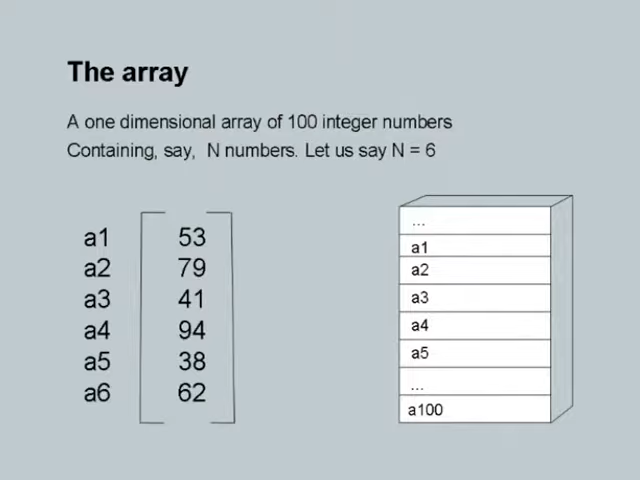 The array
A one dimensional array of 100 integer numbers
Containing, say, N numbers. Let us say N = 6
a1 53
a2 79
a3 41
a4 94
a5 38
a6 62
...
a1
a2
a3
a4
a5
...
a100